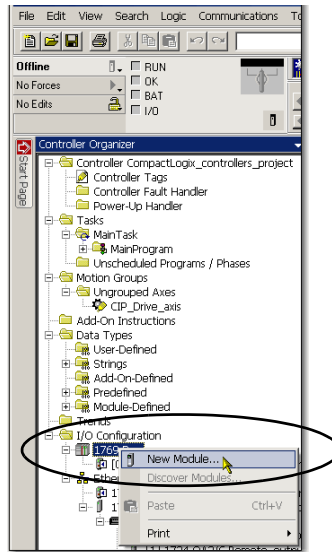 File Edit View Search Logic Communications
Offline
RUN
No Forces
OK
No Edits
BAT
I/O
Start Page
Controller Organizer
Controller CompactLogix_controllers_project
Controller Tags
Controller Fault Handler
Power-Up Handler
Tasks
MainTask
MainProgram
Unscheduled Programs / Phases
Motion Groups
Ungrouped Axes
CIP_Drive_axis
Add-On Instructions
Data Types
User-Defined
Strings
Add-On-Defined
Predefined
Module-Defined
Trends
I/O Configuration
1769
New Module...
Discover Modules...
Paste Ctrl+V
Print